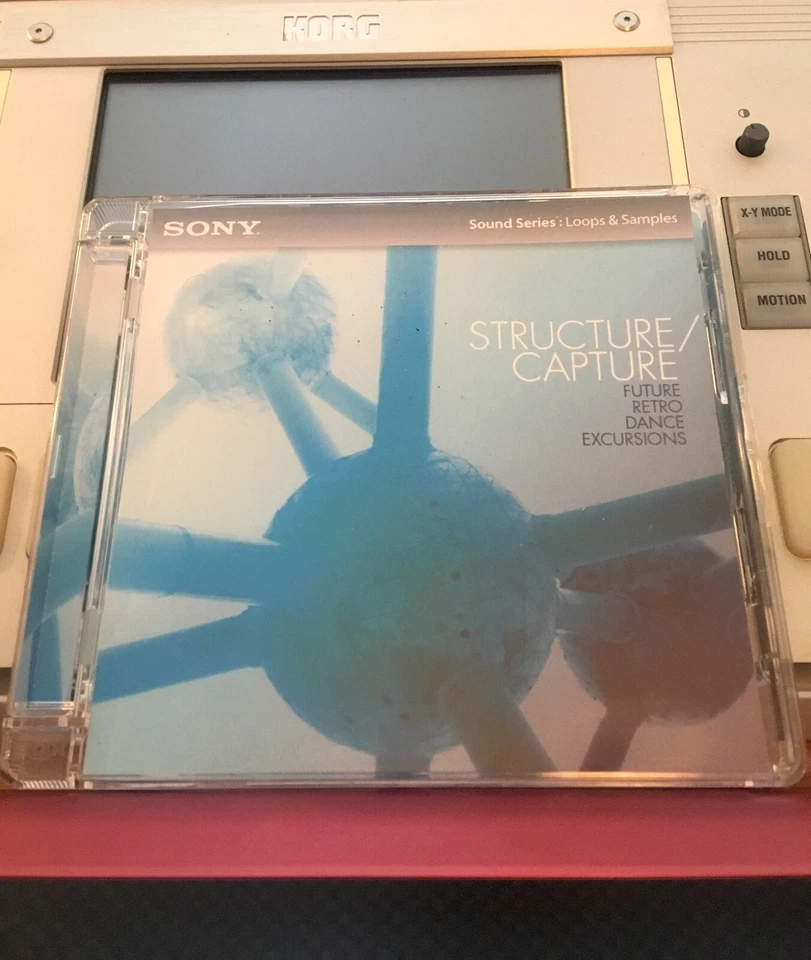 KORG
SONY
Sound Series: Loops & Samples
X-Y MODE
HOLD
MOTION
STRUCTURE/
CAPTURE
FUTURE
RETRO
DANCE
EXCURSIONS